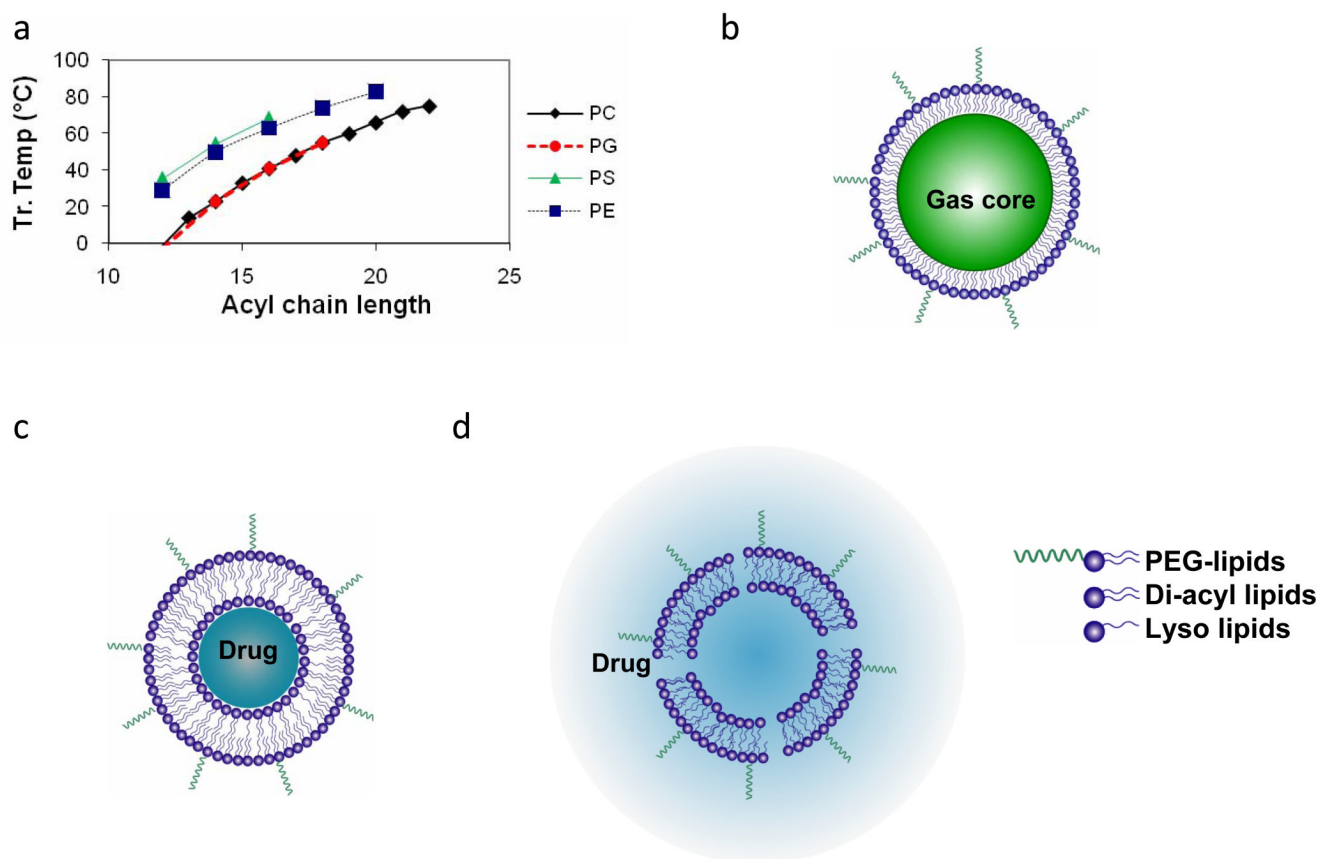 a
100
80
60
40
20
0
Tr. Temp (°C)
10
15
20
25
Acyl chain length
PC
PG
PS
PE
b
Gas core
c
Drug
d
Drug
PEG-lipids
Di-acyl lipids
Lyso lipids